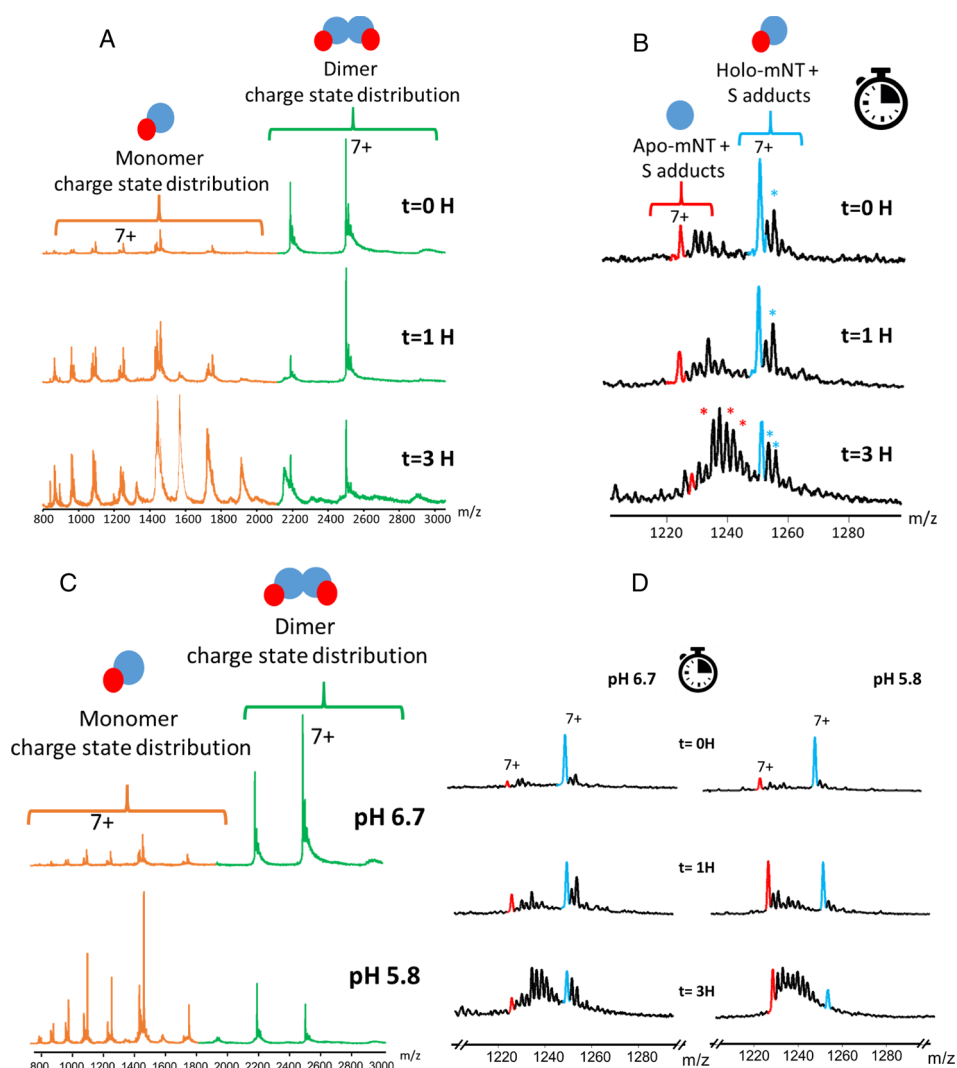 A
Dimer
charge state distribution
7+
Monomer
charge state distribution
7+
t=0 H
t=1 H
t=3 H
800 1000 1200 1400 1600 1800 2000 2200 2400 2600 2800 3000
m/z
B
Holo-mNT +
S adducts
7+
Apo-mNT +
S adducts
7+
*
t=0 H
*
t=1 H
* * * * *
t=3 H
1220 1240 1260 1280
m/z
C
Dimer
charge state distribution
7+
Monomer
charge state distribution
7+
pH 6.7
pH 5.8
800 1000 1200 1400 1600 1800 2000 2200 2400 2600 2800 3000
m/z
D
pH 6.7
pH 5.8
7+
7+
t= 0H
7+
7+
t= 1H
t= 3H
1220 1240 1260 1280
1220 1240 1260 1280
m/z